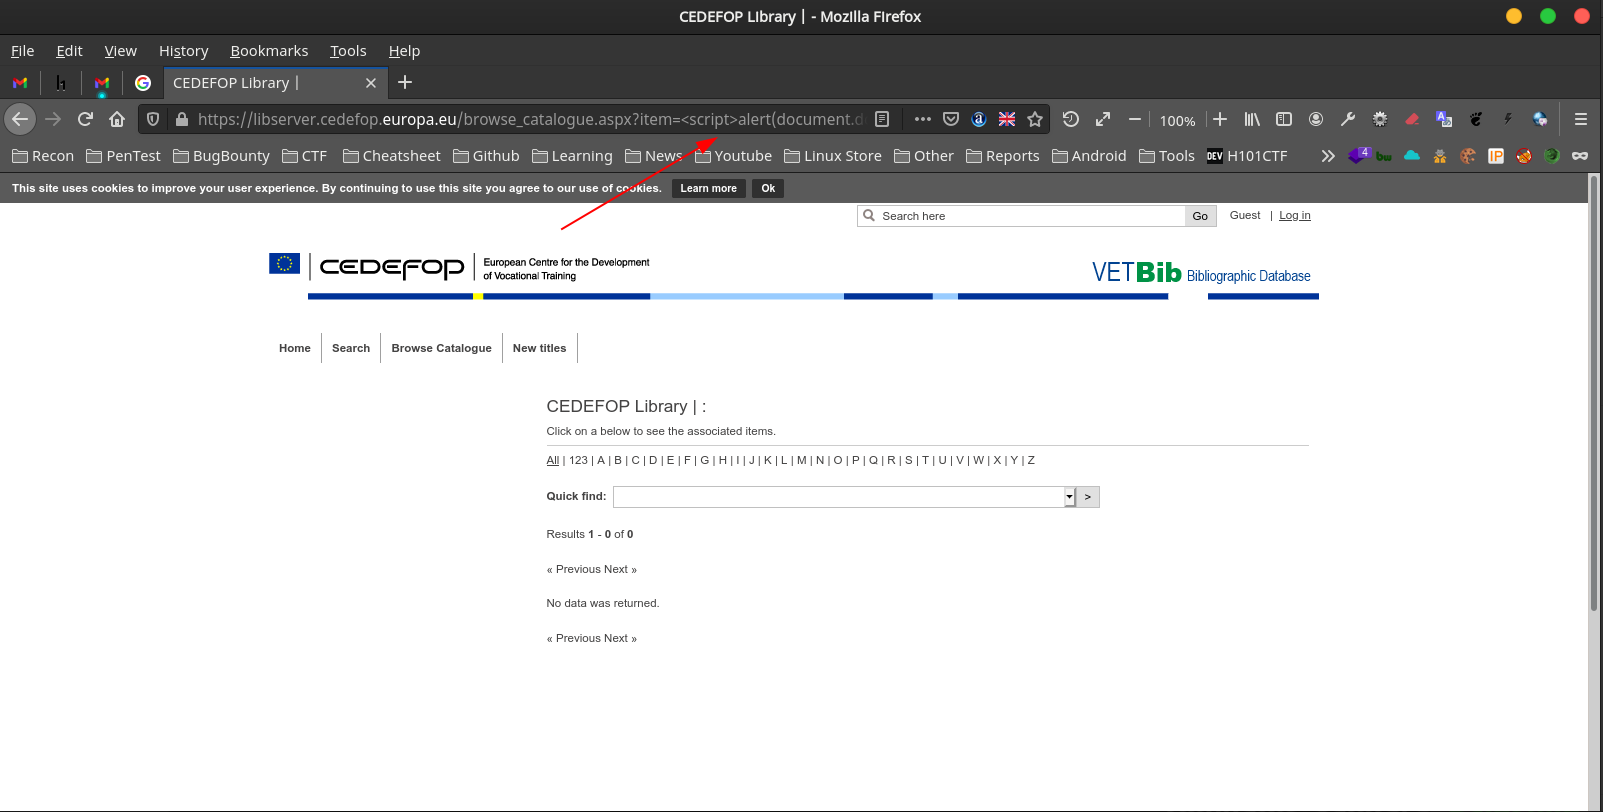 CEDEFOP Library | - Mozilla Firefox
File Edit View History Bookmarks Tools Help
CEDEFOP Library |
https://libserver.cedefop.europa.eu/browse_catalogue.aspx?item=<script>alert(document.d
100%
Recon PenTest BugBounty CTF Cheatsheet Github Learning News Youtube Linux Store Other Reports Android Tools DEV H101CTF 4 bw IP
This site uses cookies to improve your user experience. By continuing to use this site you agree to our use of cookies. Learn more Ok
Search here Go Guest | Log in
CEDEFOP European Centre for the Development
of Vocational Training
VETBib Bibliographic Database
Home Search Browse Catalogue New titles
CEDEFOP Library | :
Click on a below to see the associated items.
All | 123 | A | B | C | D | E | F | G | H | I | J | K | L | M | N | O | P | Q | R | S | T | U | V | W | X | Y | Z
Quick find: >
Results 1 - 0 of 0
« Previous Next »
No data was returned.
« Previous Next »